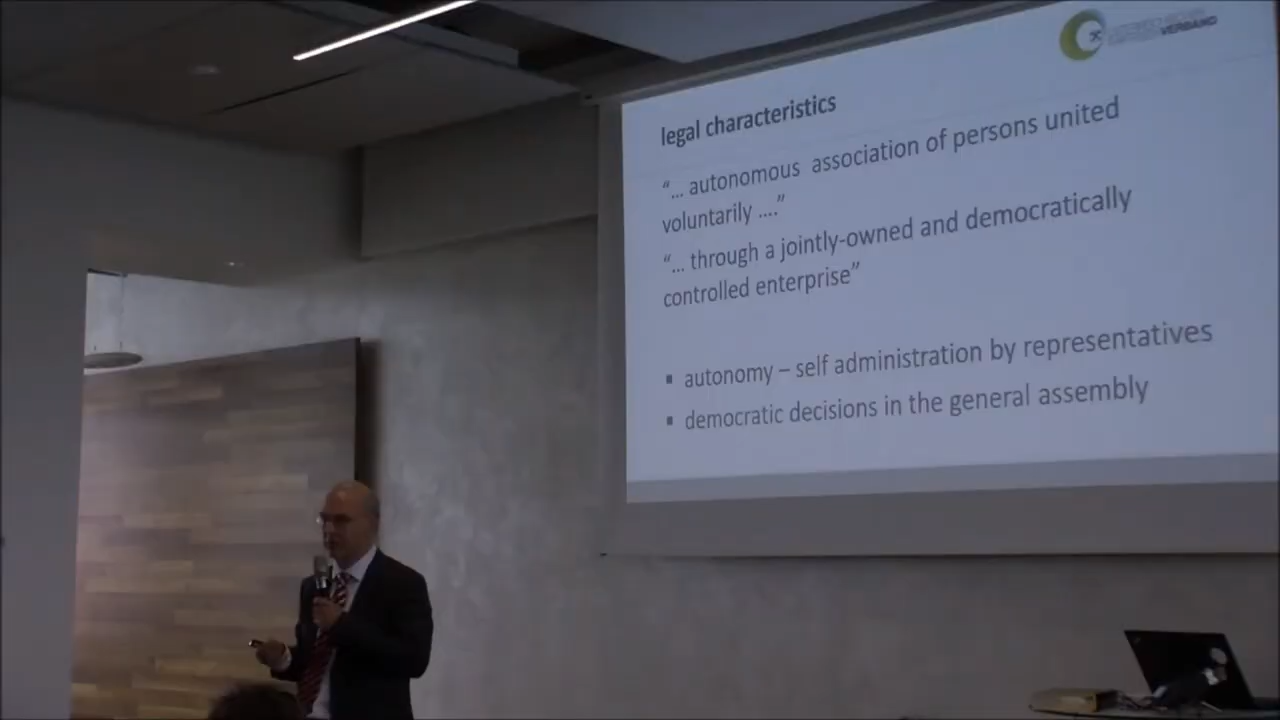 VERBAND
legal characteristics
“... autonomous association of persons united
voluntarily ....”
“... through a jointly-owned and democratically
controlled enterprise”
▪ autonomy – self administration by representatives
▪ democratic decisions in the general assembly